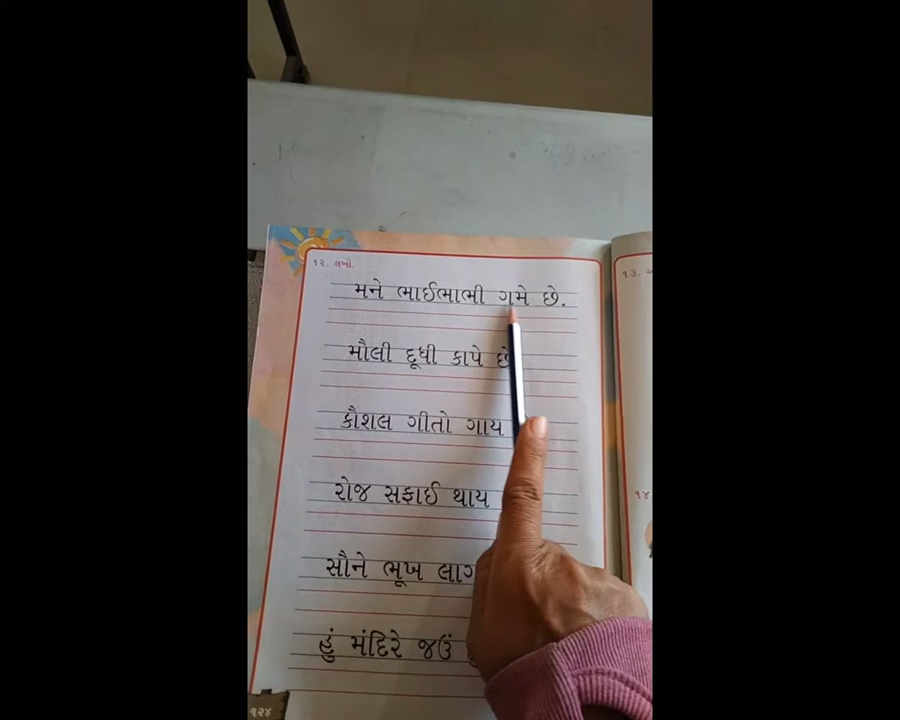 ૧૨. લખો.
મને ભાઈભાભી ગમે છે.
મૌલી દૂધી કાપે છે
કૌશલ ગીતો ગાય
રોજ સફાઈ થાય
સૌને ભૂખ
હું મંદિરે જઉં
૧૨૪
૧૩.
૧૪